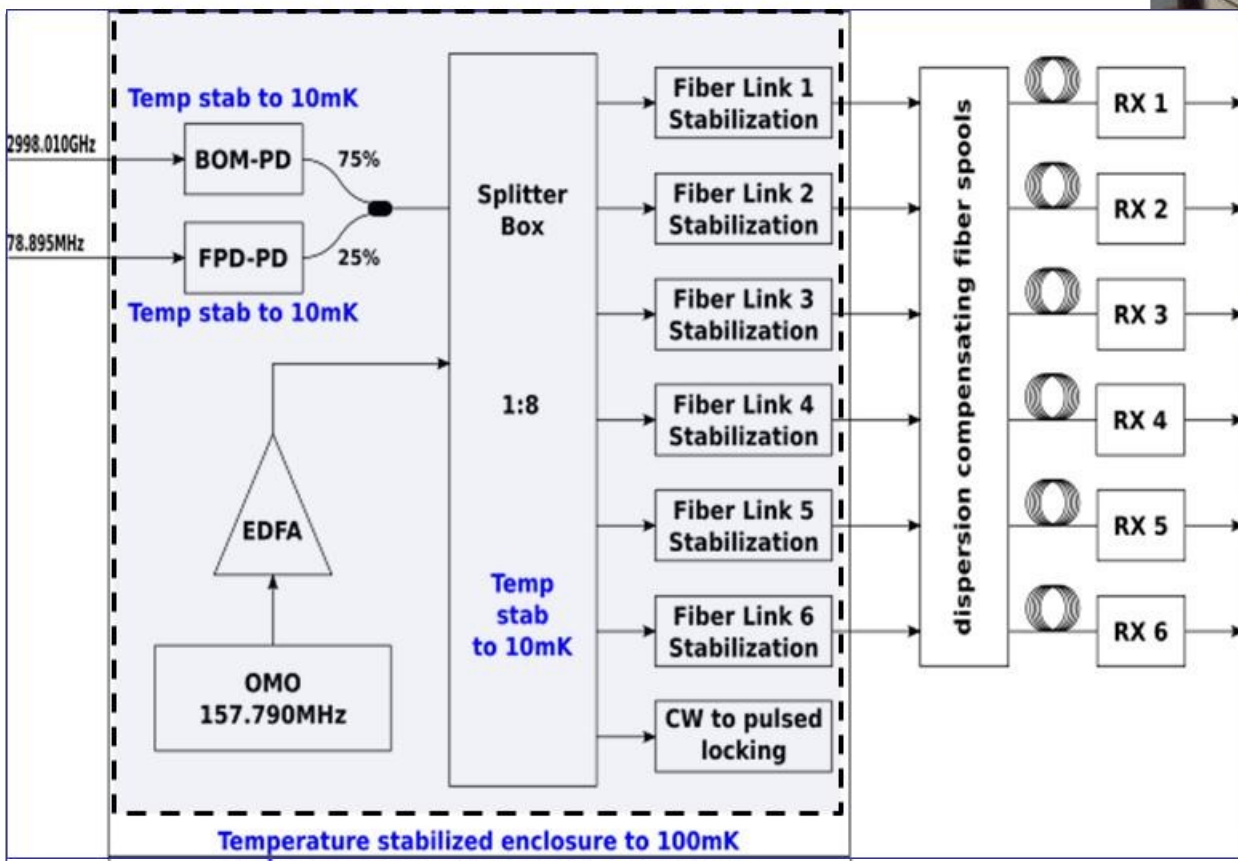 Temp stab to 10mK
2998.010GHz
BOM-PD
75%
78.895MHz
FPD-PD
25%
Temp stab to 10mK
EDFA
OMO
157.790MHz
Splitter
Box
1:8
Temp
stab
to 10mK
Fiber Link 1
Stabilization
Fiber Link 2
Stabilization
Fiber Link 3
Stabilization
Fiber Link 4
Stabilization
Fiber Link 5
Stabilization
Fiber Link 6
Stabilization
CW to pulsed
locking
dispersion compensating fiber spools
RX 1
RX 2
RX 3
RX 4
RX 5
RX 6
Temperature stabilized enclosure to 100mK